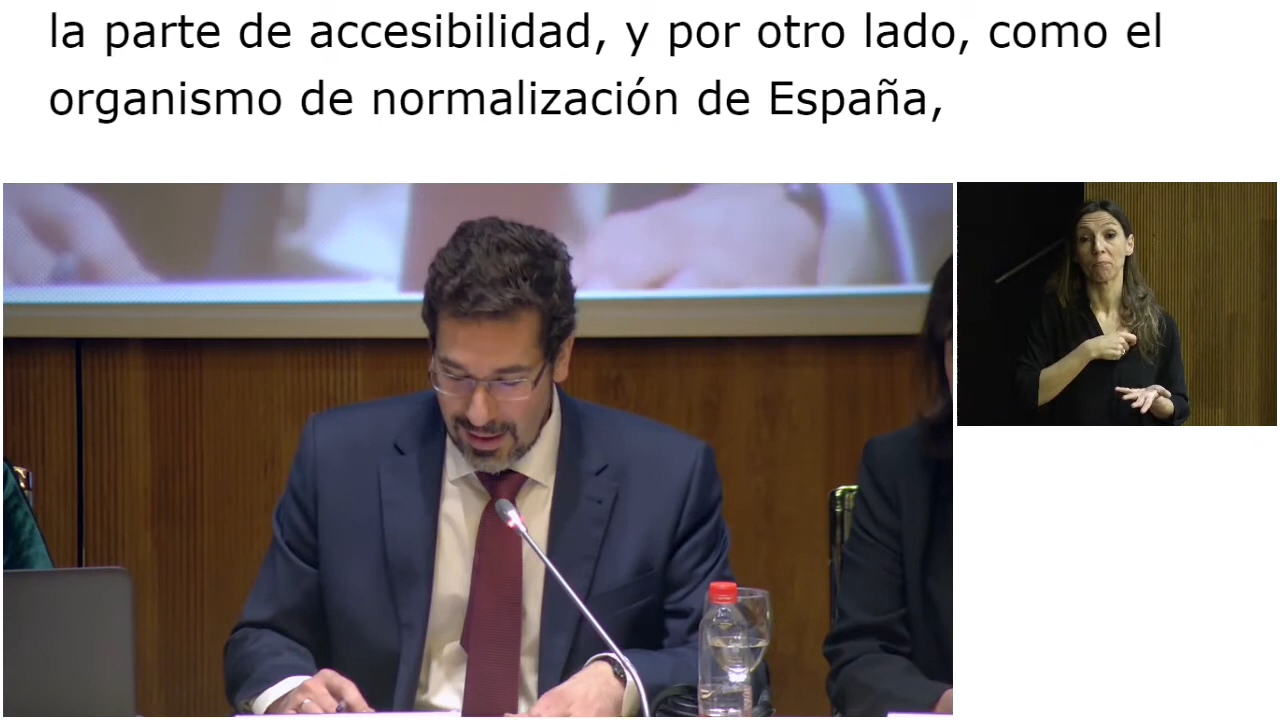 la parte de accesibilidad, y por otro lado, como el
organismo de normalización de España,